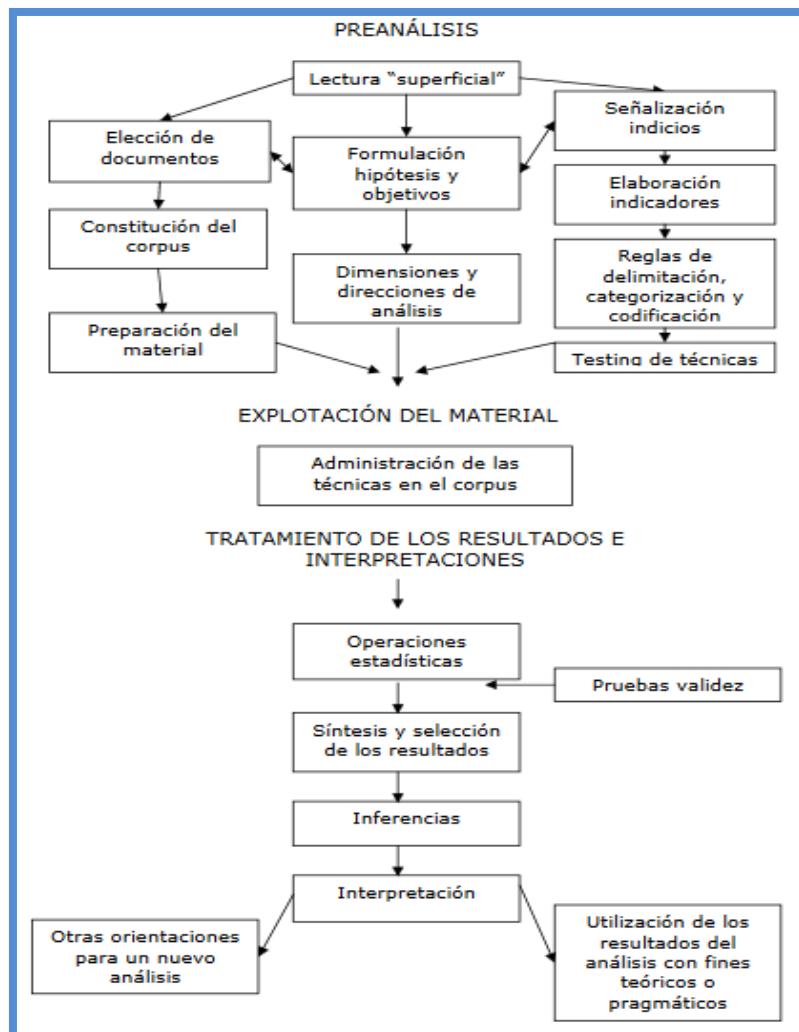 PREANÁLISIS
Lectura "superficial"
Elección de
documentos
Formulación
hipótesis y
objetivos
Señalización
indicios
Elaboración
indicadores
Constitución del
corpus
Dimensiones y
direcciones de
análisis
Reglas de
delimitación,
categorización y
codificación
Preparación del
material
Testing de técnicas
EXPLOTACIÓN DEL MATERIAL
Administración de las
técnicas en el corpus
TRATAMIENTO DE LOS RESULTADOS E
INTERPRETACIONES
Operaciones
estadísticas
Pruebas validez
Síntesis y selección
de los resultados
Inferencias
Interpretación
Otras orientaciones
para un nuevo
análisis
Utilización de los
resultados del
análisis con fines
teóricos o
pragmáticos